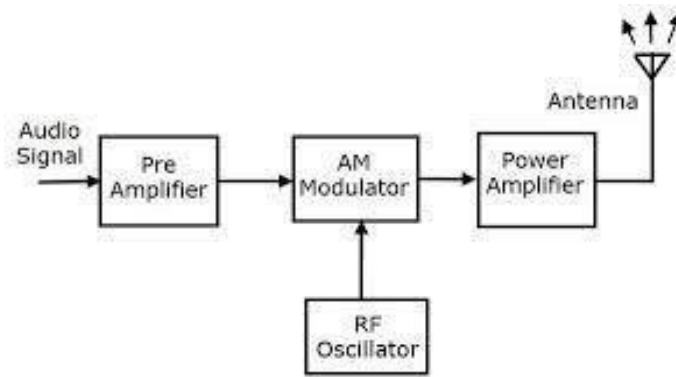 Audio
Signal
Pre
Amplifier
AM
Modulator
Power
Amplifier
Antenna
RF
Oscillator